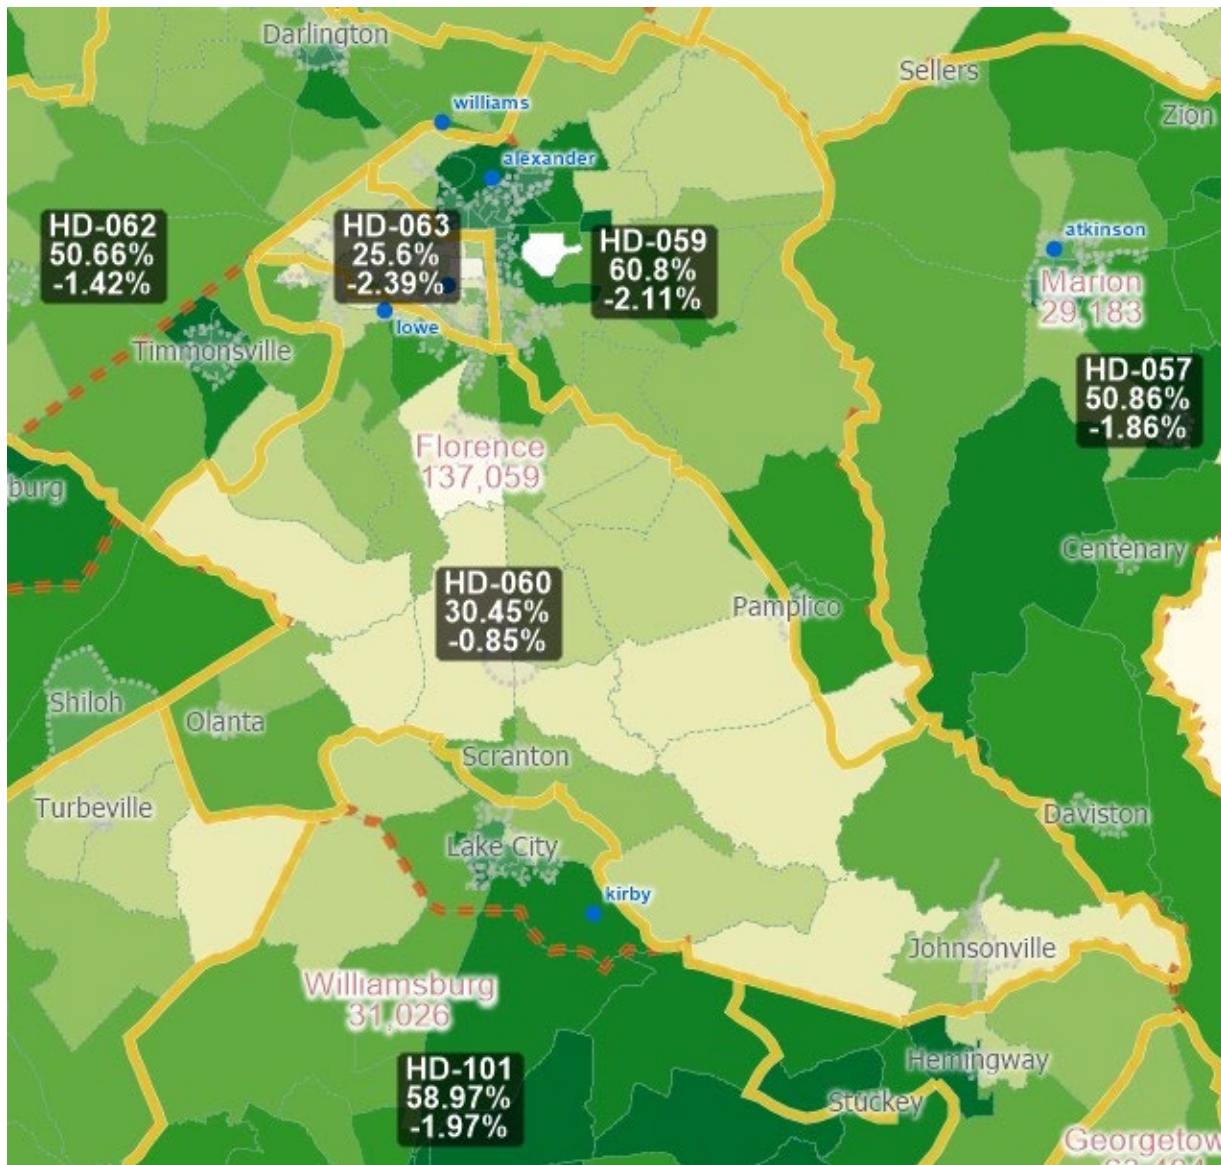 Darlington
Sellers
williams
Zion
alexander
HD-062
50.66%
-1.42%
HD-063
25.6%
-2.39%
HD-059
60.8%
-2.11%
atkinson
Marion
29,183
lowe
Timmonsville
HD-057
50.86%
-1.86%
Florence
137,059
burg
Centenary
HD-060
30.45%
-0.85%
Pamplico
Shiloh
Olanta
Scranton
Turbeville
Daviston
Lake City
kirby
Johnsonville
Williamsburg
31,026
Hemingway
HD-101
58.97%
-1.97%
Stuckey
Georgetow